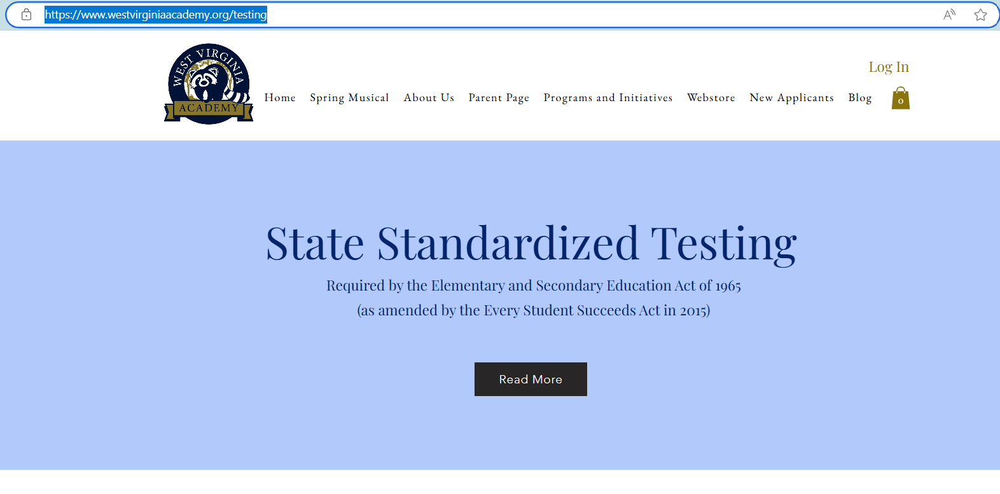 https://www.westvirginiaacademy.org/testing
WEST VIRGINIA
ACADEMY
Log In
Home Spring Musical About Us Parent Page Programs and Initiatives Webstore New Applicants Blog
0
State Standardized Testing
Required by the Elementary and Secondary Education Act of 1965
(as amended by the Every Student Succeeds Act in 2015)
Read More